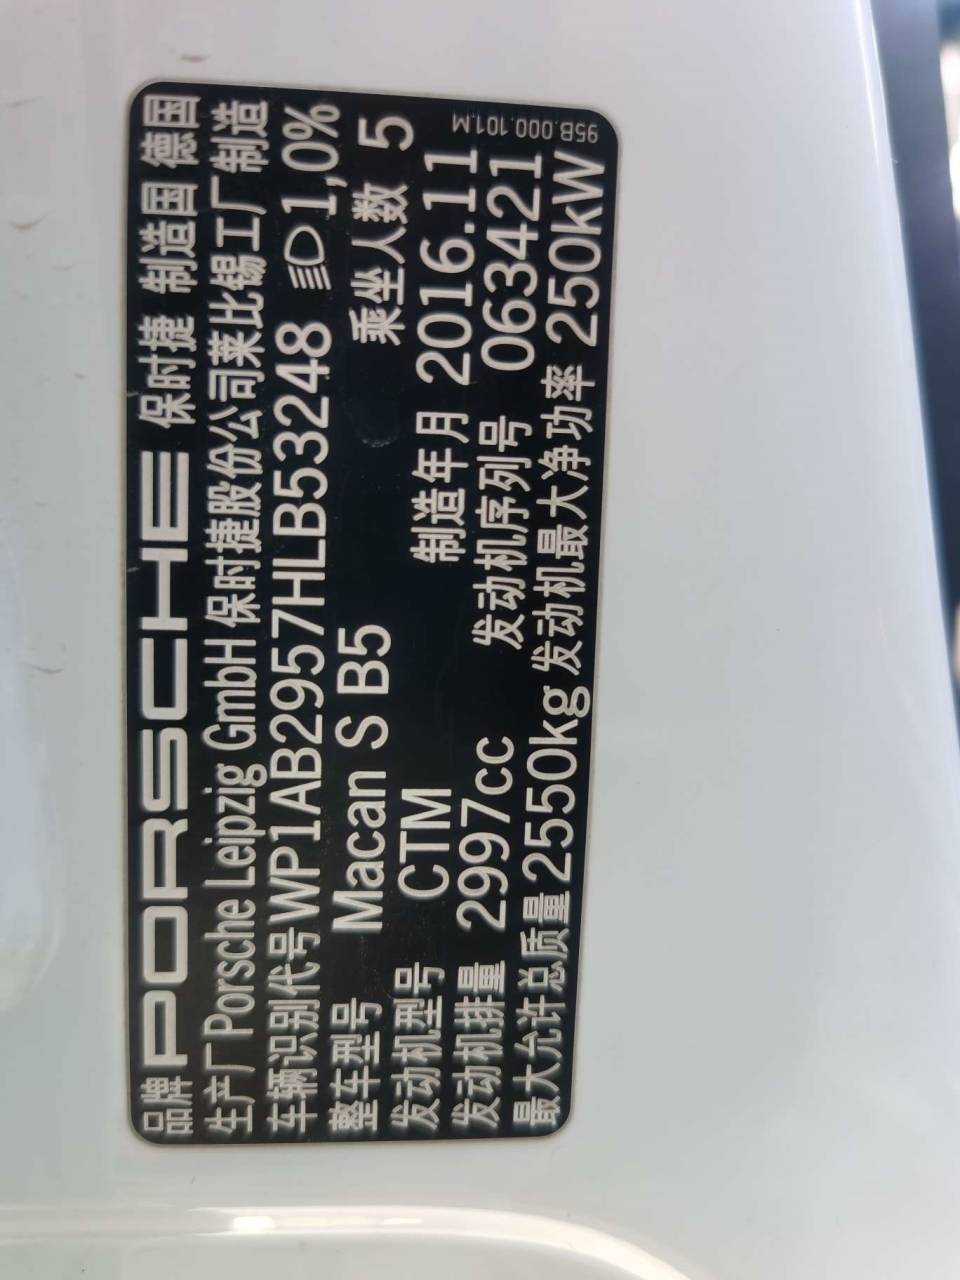 品牌 PORSCHE 保时捷 制造国 德国
生产厂 Porsche Leipzig GmbH 保时捷股份公司莱比锡工厂制造
车辆识别代号 WP1AB2957HLB53248 1,0%
整车型号 Macan S B5 乘坐人数 5
发动机型号 CTM 制造年月 2016.11
发动机排量 2997cc 发动机序列号 063421
最大允许总质量 2550kg 发动机最大净功率 250kW
95B.000.101.M